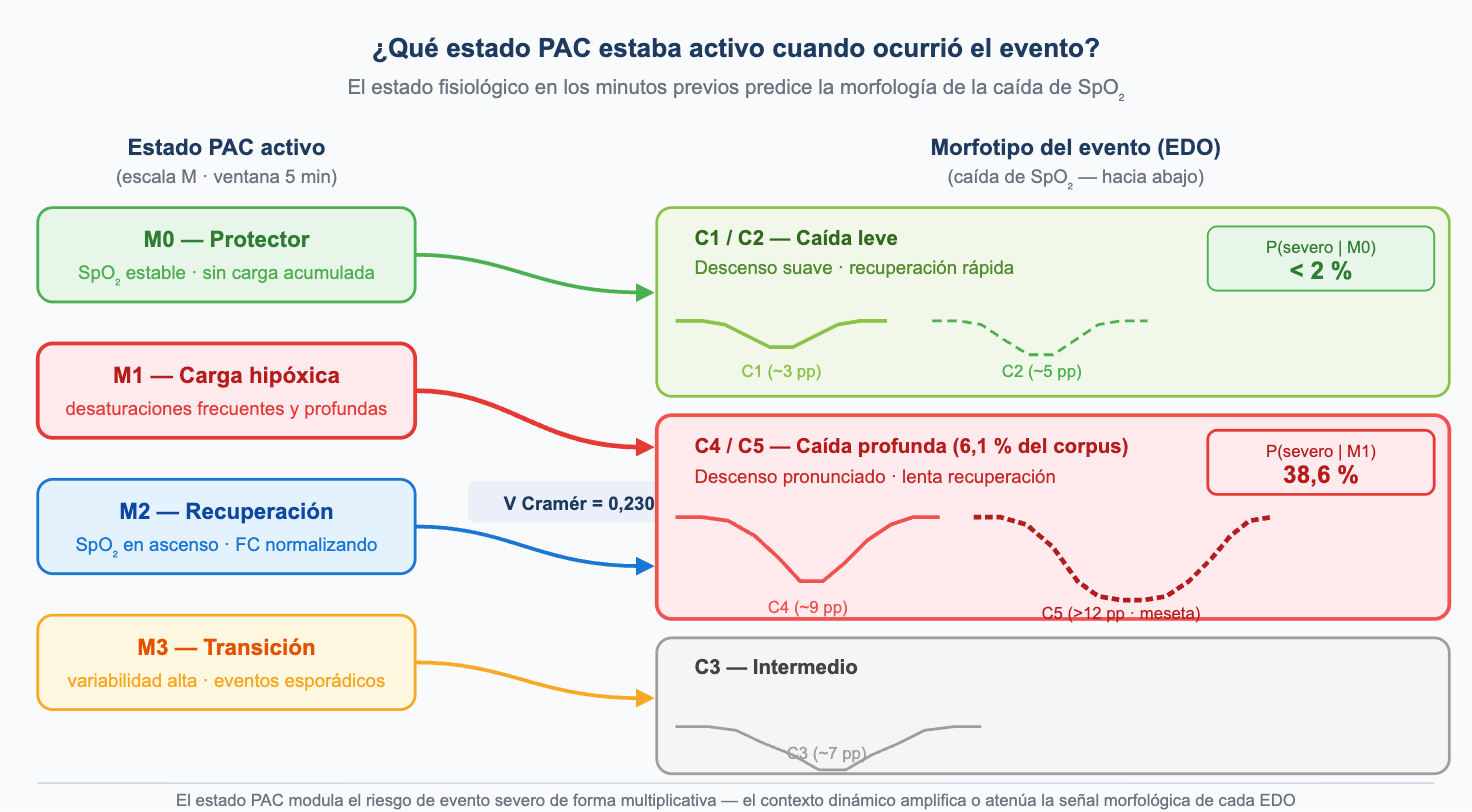 ¿Qué estado PAC estaba activo cuando ocurrió el evento?
El estado fisiológico en los minutos previos predice la morfología de la caída de SpO₂
Estado PAC activo
(escala M · ventana 5 min)
M0 — Protector
SpO₂ estable · sin carga acumulada
M1 — Carga hipóxica
desaturaciones frecuentes y profundas
M2 — Recuperación
SpO₂ en ascenso · FC normalizando
M3 — Transición
variabilidad alta · eventos esporádicos
V Cramér = 0,230
Morfotipo del evento (EDO)
(caída de SpO₂ — hacia abajo)
C1 / C2 — Caída leve
Descenso suave · recuperación rápida
P(severo | M0)
< 2 %
C1 (~3 pp)
C2 (~5 pp)
C4 / C5 — Caída profunda (6,1 % del corpus)
Descenso pronunciado · lenta recuperación
P(severo | M1)
38,6 %
C4 (~9 pp)
C5 (>12 pp · meseta)
C3 — Intermedio
C3 (~7 pp)
El estado PAC modula el riesgo de evento severo de forma multiplicativa — el contexto dinámico amplifica o atenúa la señal morfológica de cada EDO